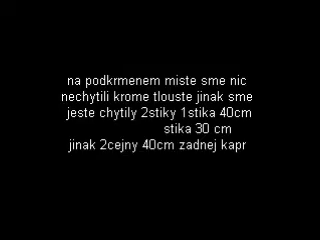 na podkrmenem miste sme nic
nechytili krome tlouste jinak sme
jeste chytily 2stiky 1stika 40cm
stika 30 cm
jinak 2cejny 40cm zadnej kapr